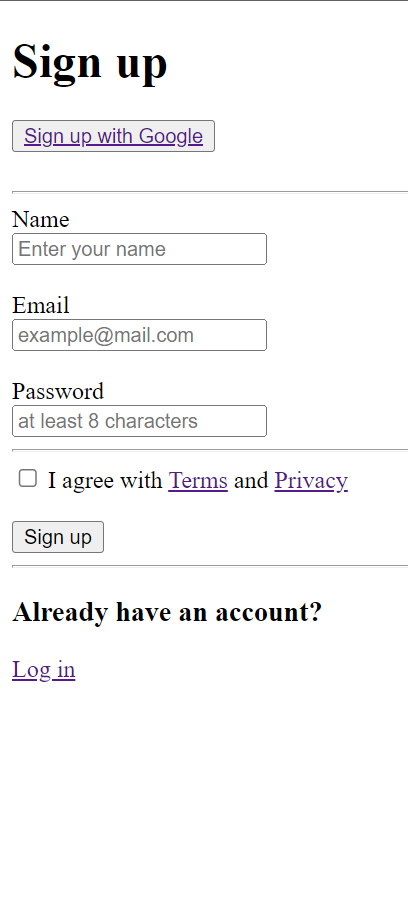 Sign up
Sign up with Google
Name
Enter your name
Email
example@mail.com
Password
at least 8 characters
I agree with Terms and Privacy
Sign up
Already have an account?
Log in